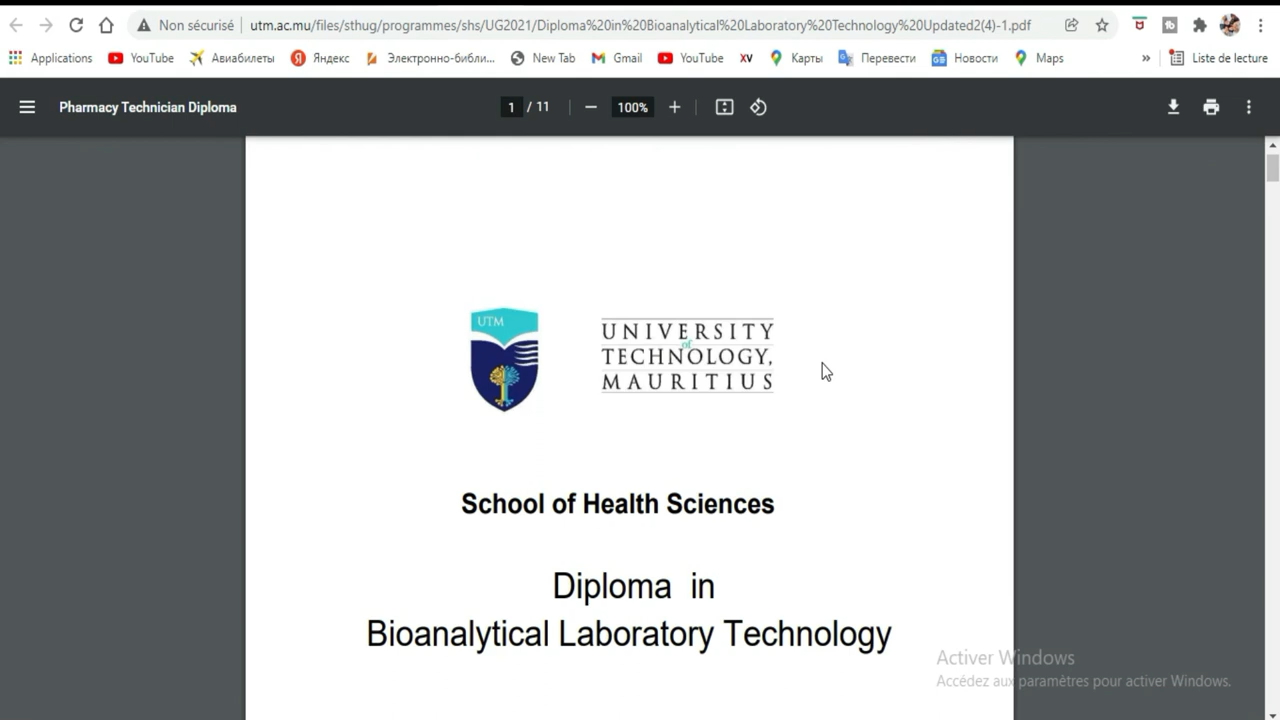 Non sécurisé utm.ac.mu/files/sthug/programmes/shs/UG2021/Diploma%20in%20Bioanalytical%20Laboratory%20Technology%20Updated2(4)-1.pdf
Applications YouTube Авиабилеты Яндекс Электронно-библи... New Tab Gmail YouTube XV Карты Перевести Новости Maps » Liste de lecture
Pharmacy Technician Diploma 1 / 11 100%
UTM
UNIVERSITY
of
TECHNOLOGY,
MAURITIUS
School of Health Sciences
Diploma in
Bioanalytical Laboratory Technology
Activer Windows
Accédez aux paramètres pour activer Windows.